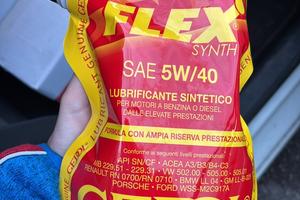 FLEX
SYNTH
SAE 5W/40
LUBRIFICANTE SINTETICO
PER MOTORI A BENZINA O DIESEL
DALLE ELEVATE PRESTAZIONI
FORMULA CON AMPIA RISERVA PRESTAZIONALE
Conforme ai seguenti livelli prestazionali:
API SN/CF - ACEA A3/B3-B4-C3
MB 229.51 - 229.31 - VW 502.00 - 505.00 - 505.01
RENAULT RN 0700/RN 0710 - BMW LL-04 - GM-LL-B-025
PORSCHE - FORD WSS-M2C917A